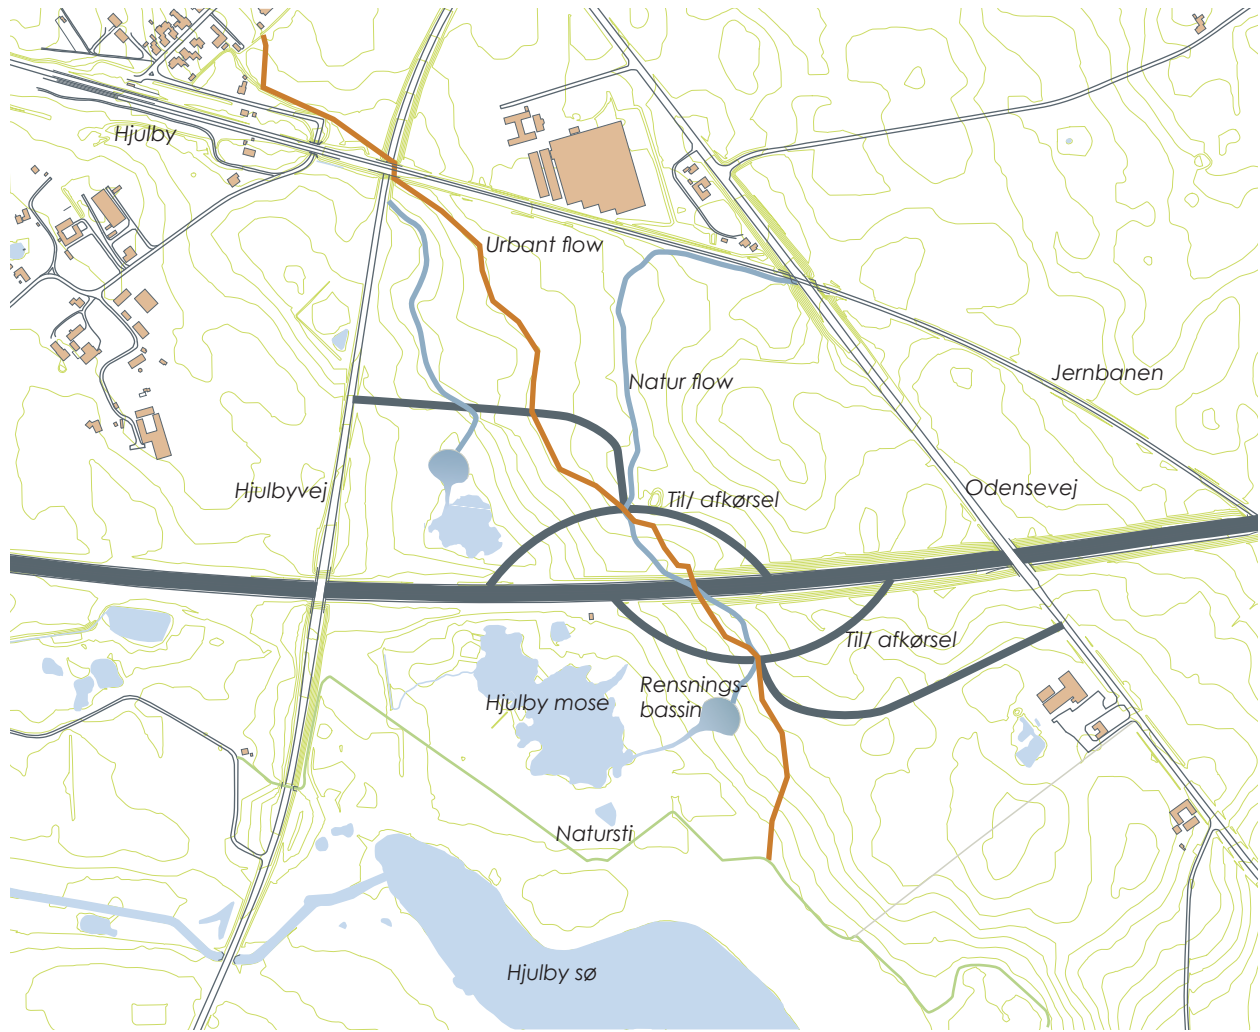 Hjulby
Urbant flow
Natur flow
Jernbanen
Hjulbyvej
Til/ afkørsel
Odensevej
Til/ afkørsel
Rensnings-
bassin
Hjulby mose
Natursti
Hjulby sø